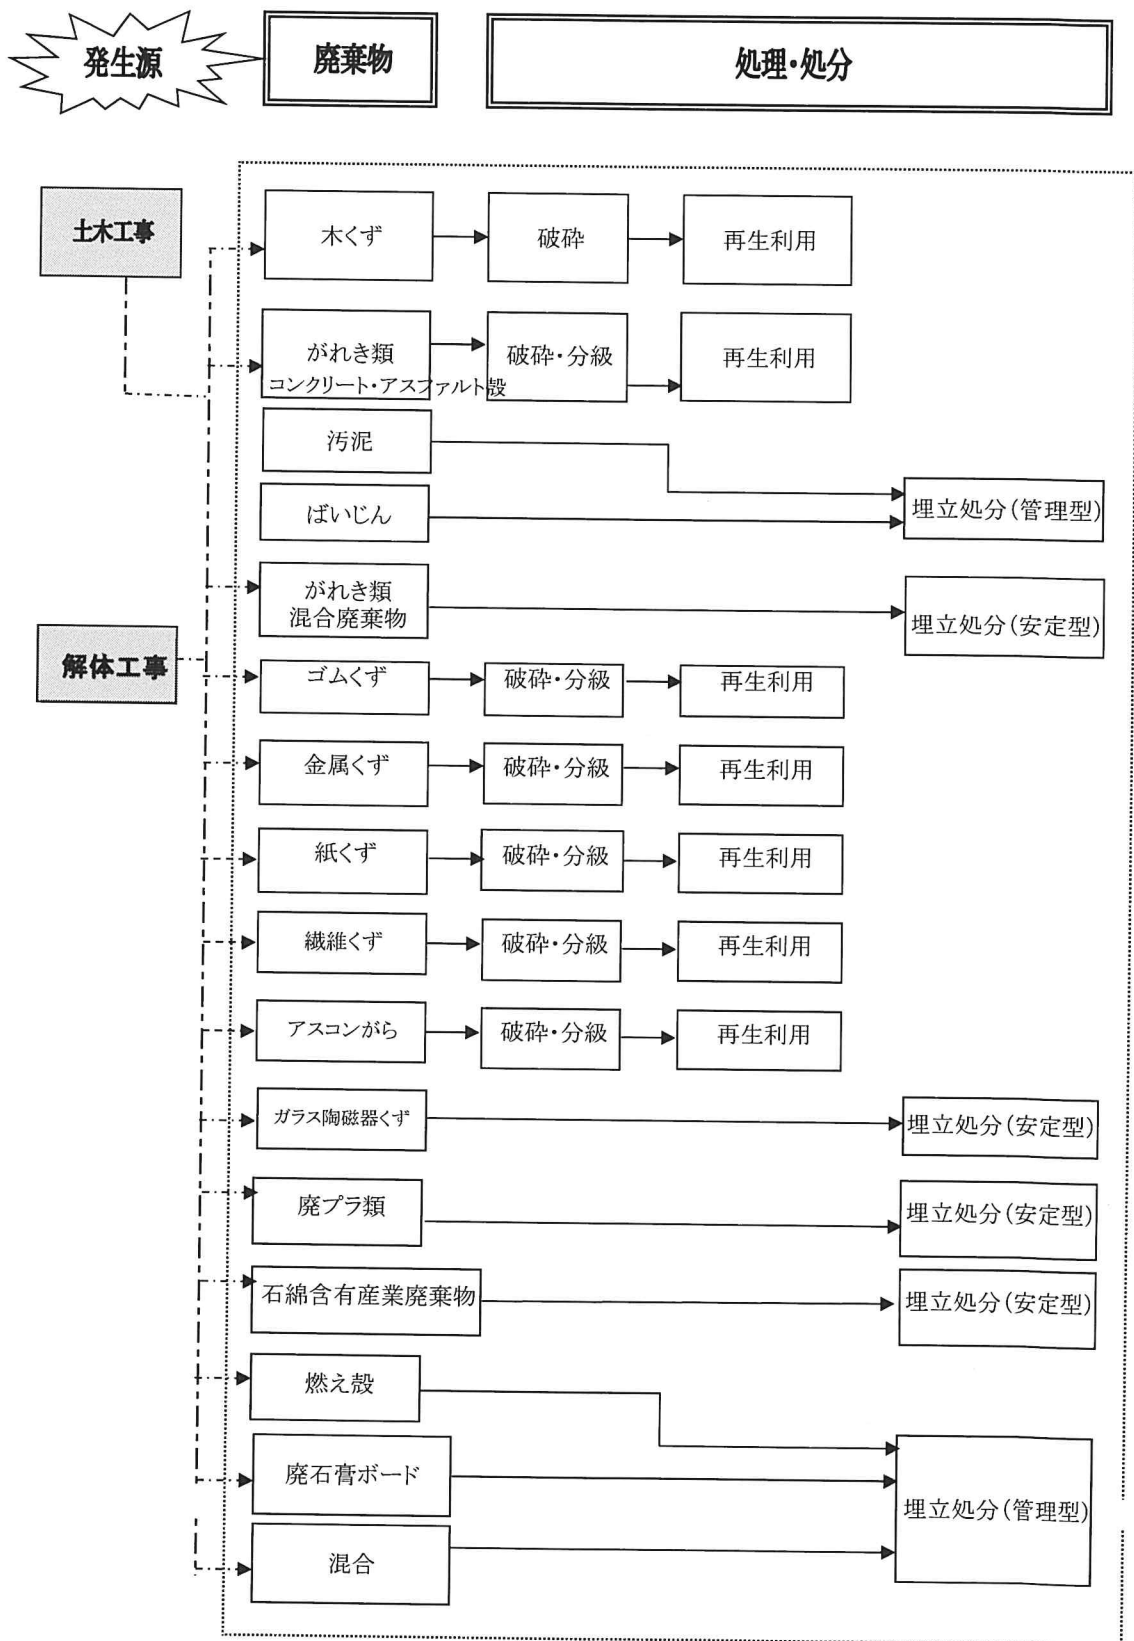 発生源
廃棄物
処理・処分
土木工事
木くず
破砕
再生利用
がれき類
コンクリート・アスファルト殻
破砕・分級
再生利用
汚泥
ばいじん
埋立処分(管理型)
がれき類
混合廃棄物
埋立処分(安定型)
解体工事
ゴムくず
破砕・分級
再生利用
金属くず
破砕・分級
再生利用
紙くず
破砕・分級
再生利用
繊維くず
破砕・分級
再生利用
アスコンがら
破砕・分級
再生利用
ガラス陶磁器くず
埋立処分(安定型)
廃プラ類
埋立処分(安定型)
石綿含有産業廃棄物
埋立処分(安定型)
燃え殻
廃石膏ボード
埋立処分(管理型)
混合